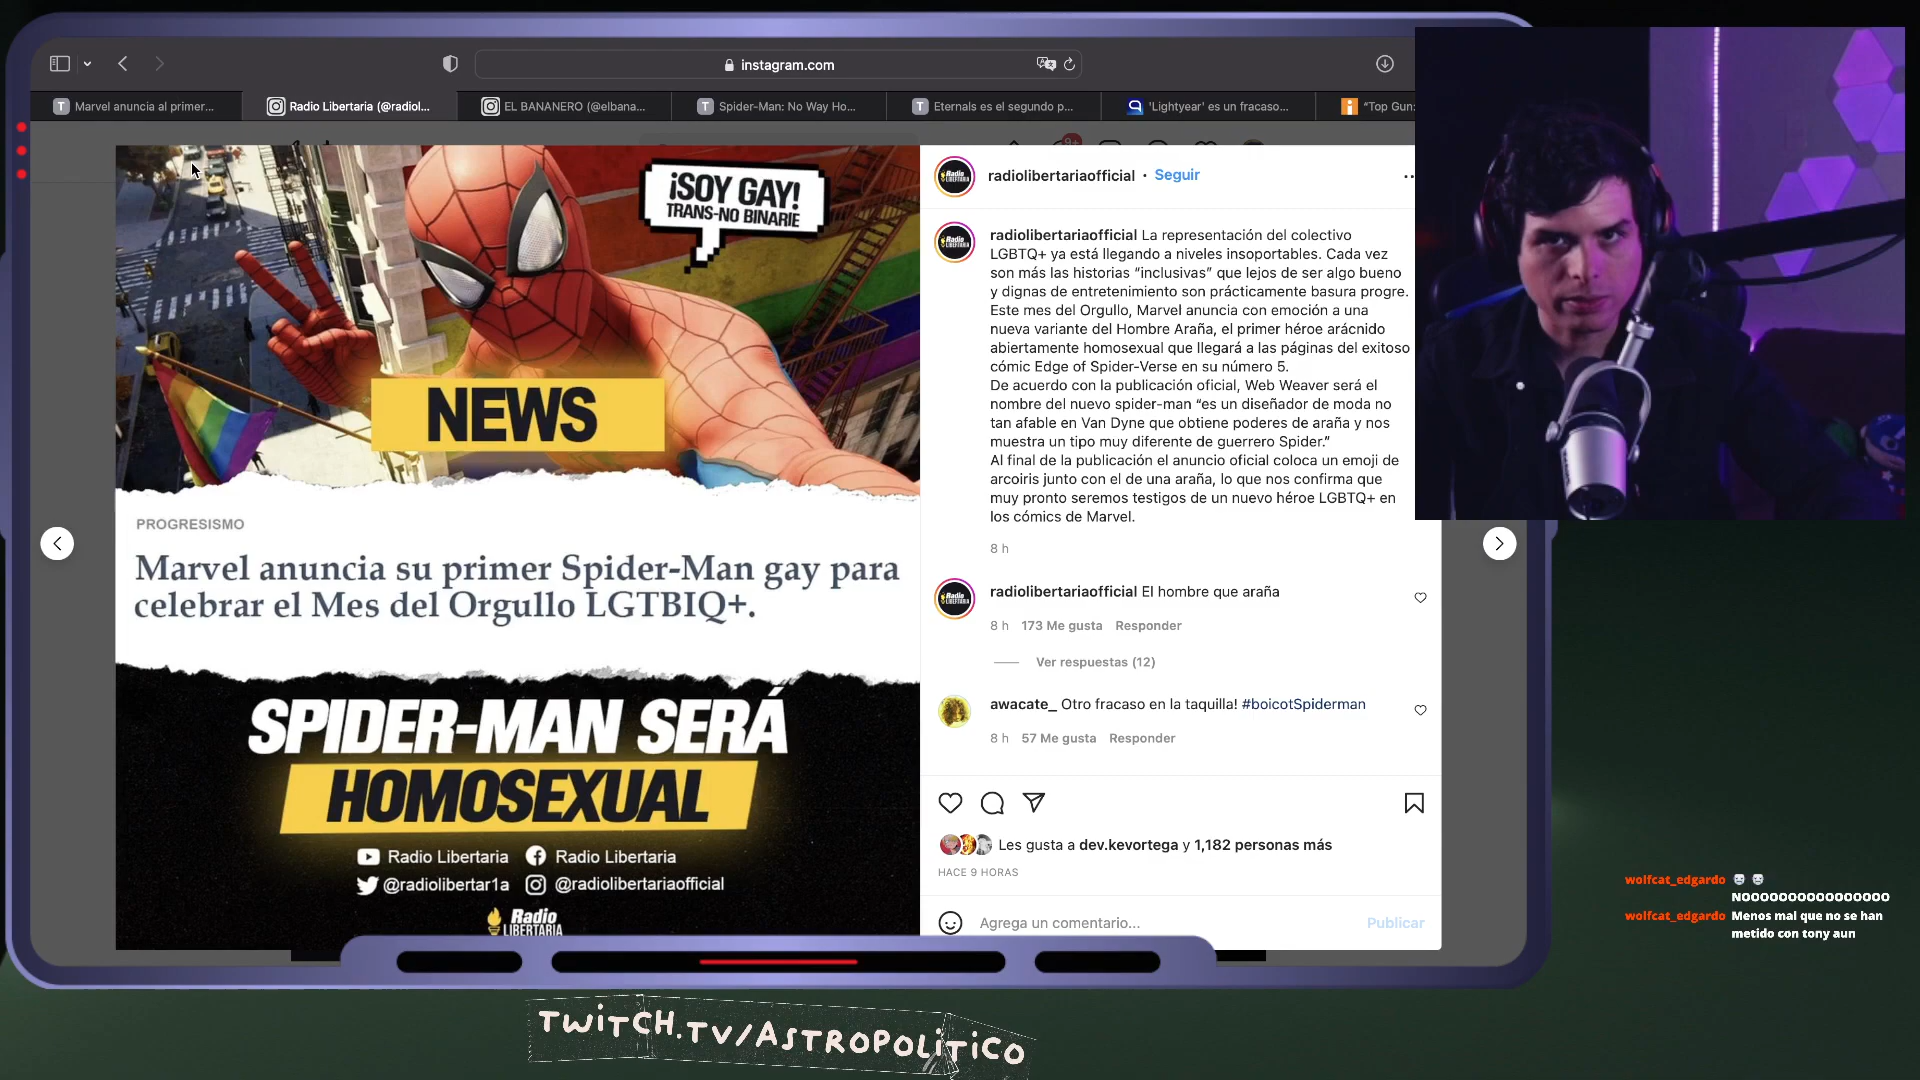 instagram.com
Marvel anuncia al primer...
Radio Libertaria (@radiol...
EL BANANERO (@elbana...
Spider-Man: No Way Ho...
Eternals es el segundo p...
'Lightyear' es un fracaso...
“Top Gun:
¡SOY GAY!
TRANS-NO BINARIE
NEWS
PROGRESISMO
Marvel anuncia su primer Spider-Man gay para
celebrar el Mes del Orgullo LGTBIQ+.
SPIDER-MAN SERÁ
HOMOSEXUAL
Radio Libertaria
Radio Libertaria
@radiolibertar1a
@radiolibertariaofficial
Radio
LIBERTARIA
radiolibertariaofficial • Seguir
radiolibertariaofficial La representación del colectivo
LGBTQ+ ya está llegando a niveles insoportables. Cada vez
son más las historias “inclusivas” que lejos de ser algo bueno
y dignas de entretenimiento son prácticamente basura progre.
Este mes del Orgullo, Marvel anuncia con emoción a una
nueva variante del Hombre Araña, el primer héroe arácnido
abiertamente homosexual que llegará a las páginas del exitoso
cómic Edge of Spider-Verse en su número 5.
De acuerdo con la publicación oficial, Web Weaver será el
nombre del nuevo spider-man “es un diseñador de moda no
tan afable en Van Dyne que obtiene poderes de araña y nos
muestra un tipo muy diferente de guerrero Spider.”
Al final de la publicación el anuncio oficial coloca un emoji de
arcoiris junto con el de una araña, lo que nos confirma que
muy pronto seremos testigos de un nuevo héroe LGBTQ+ en
los cómics de Marvel.
8 h
radiolibertariaofficial El hombre que araña
8 h 173 Me gusta Responder
Ver respuestas (12)
awacate_ Otro fracaso en la taquilla! #boicotSpiderman
8 h 57 Me gusta Responder
Les gusta a dev.kevortega y 1,182 personas más
HACE 9 HORAS
Agrega un comentario... Publicar
wolfcat_edgardo
NOOOOOOOOOOOOOOO
wolfcat_edgardo Menos mal que no se han
metido con tony aun
TWITCH.TV/ASTROPOLITICO